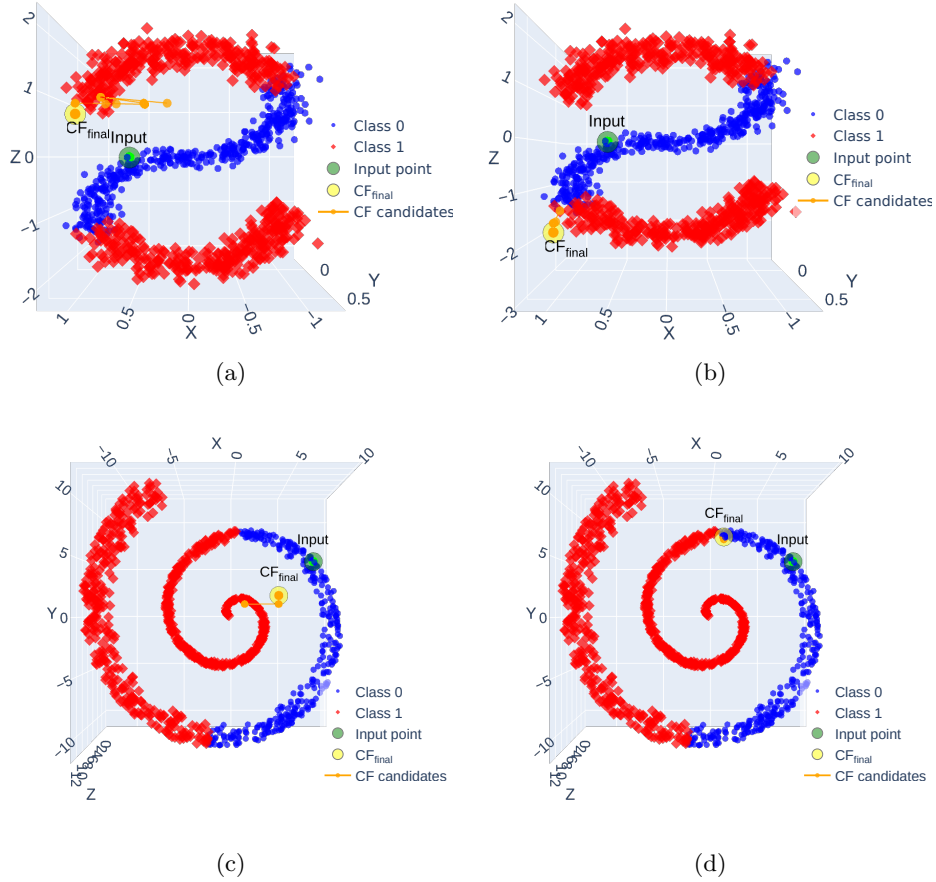 2
1
Z 0
−1
−2
CF_final
Input
1
0.5
0
−0.5
−1
X
0
0.5
Y
Class 0
Class 1
Input point
CF_final
CF candidates
(a)
2
1
0
Z
−1
−2
−3
Input
CF_final
1
0.5
0
−0.5
−1
X
0
0.5
Y
Class 0
Class 1
Input point
CF_final
CF candidates
(b)
X
−10
−5
0
5
10
10
5
Y 0
−5
−10
Z
Input
CF_final
Class 0
Class 1
Input point
CF_final
CF candidates
(c)
X
−10
−5
0
5
10
10
5
Y 0
−5
−10
Z
CF_final
Input
Class 0
Class 1
Input point
CF_final
CF candidates
(d)